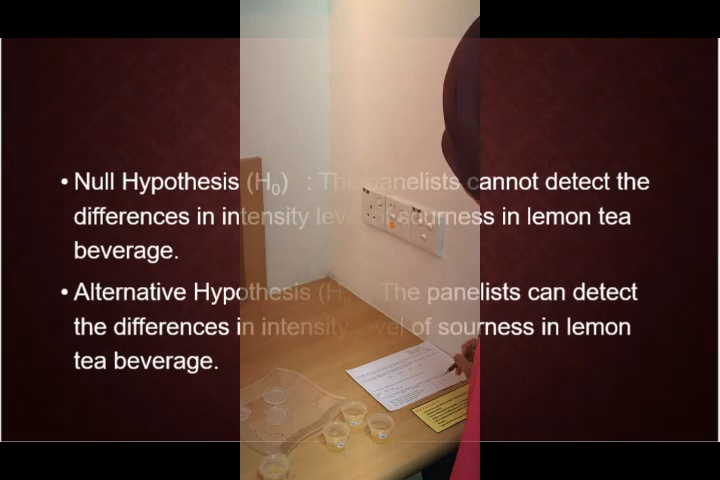 • Null Hypothesis (H₀) : The panelists cannot detect the
differences in intensity level of sourness in lemon tea
beverage.
• Alternative Hypothesis (H The panelists can detect
the differences in intensity level of sourness in lemon
tea beverage.